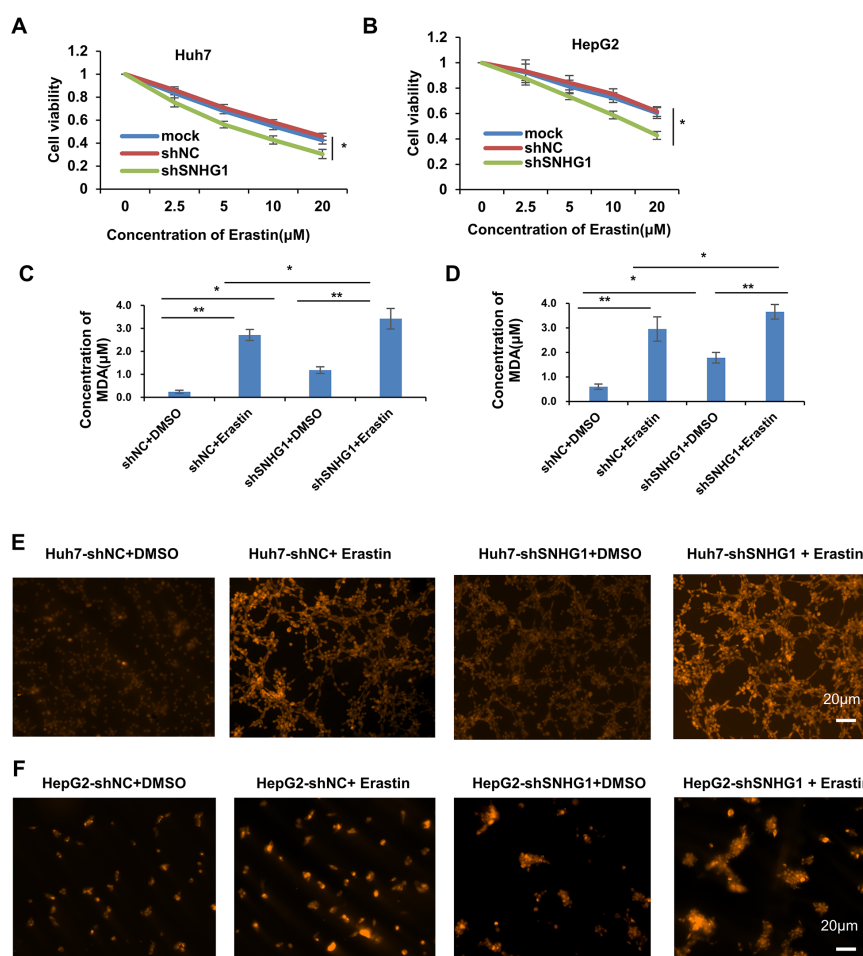 A
Huh7
Cell viability
1.2
1
0.8
0.6
0.4
0.2
0
mock
shNC
shSNHG1
*
0 2.5 5 10 20
Concentration of Erastin(μM)
B
HepG2
Cell viability
1.2
1
0.8
0.6
0.4
0.2
0
mock
shNC
shSNHG1
*
0 2.5 5 10 20
Concentration of Erastin(μM)
C
*
*
** **
Concentration of
MDA(μM)
4.0
3.0
2.0
1.0
0.0
shNC+DMSO
shNC+Erastin
shSNHG1+DMSO
shSNHG1+Erastin
D
*
*
** **
Concentration of
MDA(μM)
4.0
3.0
2.0
1.0
0.0
shNC+DMSO
shNC+Erastin
shSNHG1+DMSO
shSNHG1+Erastin
E
Huh7-shNC+DMSO Huh7-shNC+ Erastin Huh7-shSNHG1+DMSO Huh7-shSNHG1 + Erastin
20μm
F
HepG2-shNC+DMSO HepG2-shNC+ Erastin HepG2-shSNHG1+DMSO HepG2-shSNHG1 + Erastin
20μm